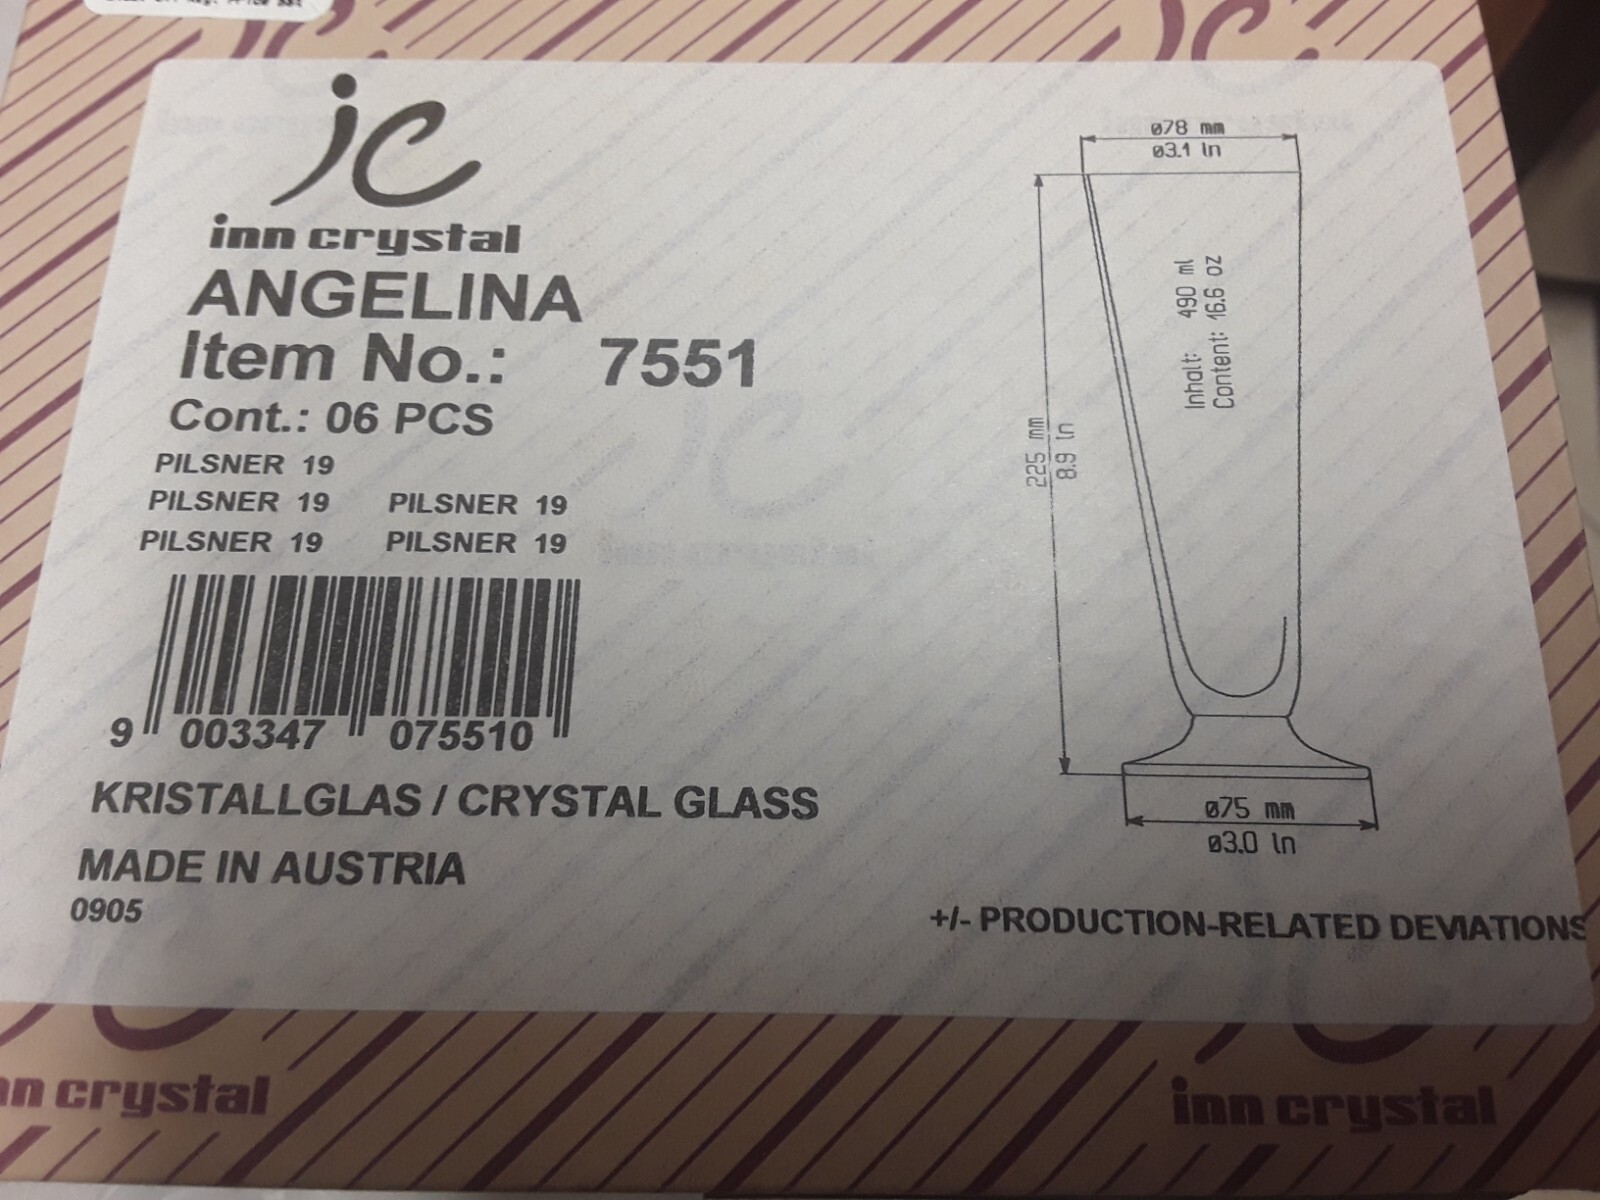 inn crystal
ANGELINA
Item No.: 7551
Cont.: 06 PCS
PILSNER 19
PILSNER 19 PILSNER 19
PILSNER 19 PILSNER 19
9 003347 075510
KRISTALLGLAS / CRYSTAL GLASS
MADE IN AUSTRIA
0905
ø78 mm
ø3.1 In
Inhalt: 490 ml
Content: 16.6 oz
225 mm
8.9 In
ø75 mm
ø3.0 In
+/- PRODUCTION-RELATED DEVIATIONS
inn crystal
inn crystal